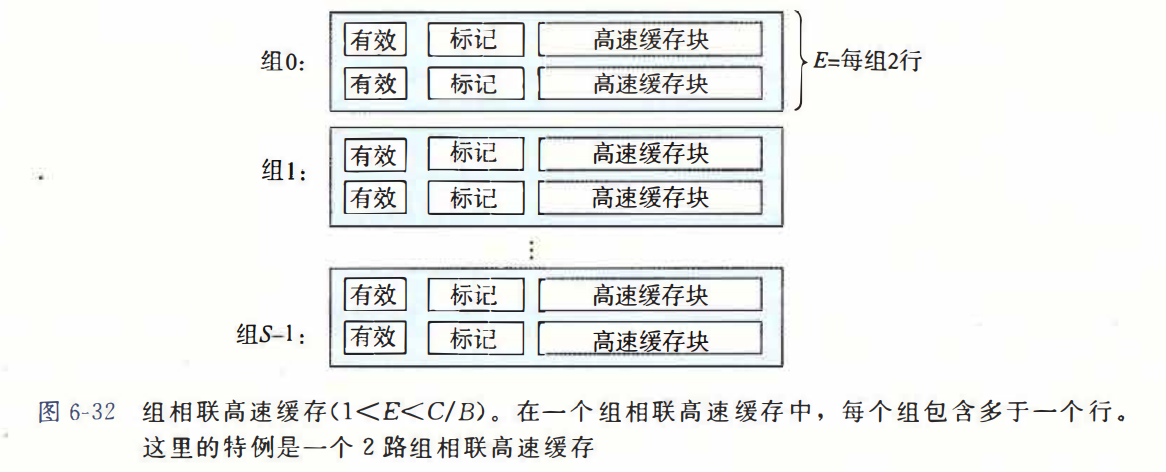 组0:
有效 标记 高速缓存块
有效 标记 高速缓存块
E=每组2行
组1:
有效 标记 高速缓存块
有效 标记 高速缓存块
⋮
组S-1:
有效 标记 高速缓存块
有效 标记 高速缓存块
图 6-32 组相联高速缓存(1<E<C/B)。在一个组相联高速缓存中，每个组包含多于一个行。
这里的特例是一个 2 路组相联高速缓存